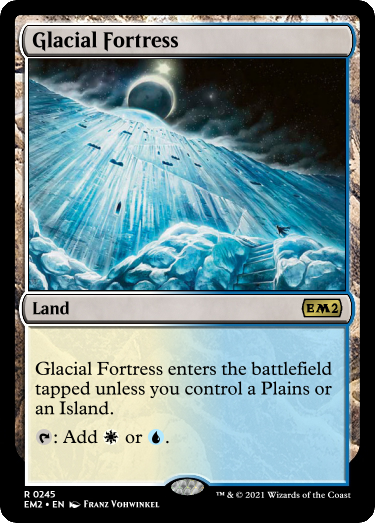 Glacial Fortress
Land
EM2
Glacial Fortress enters the battlefield
tapped unless you control a Plains or
an Island.
: Add or .
R 0245
EM2 • EN Franz Vohwinkel
™ & © 2021 Wizards of the Coast